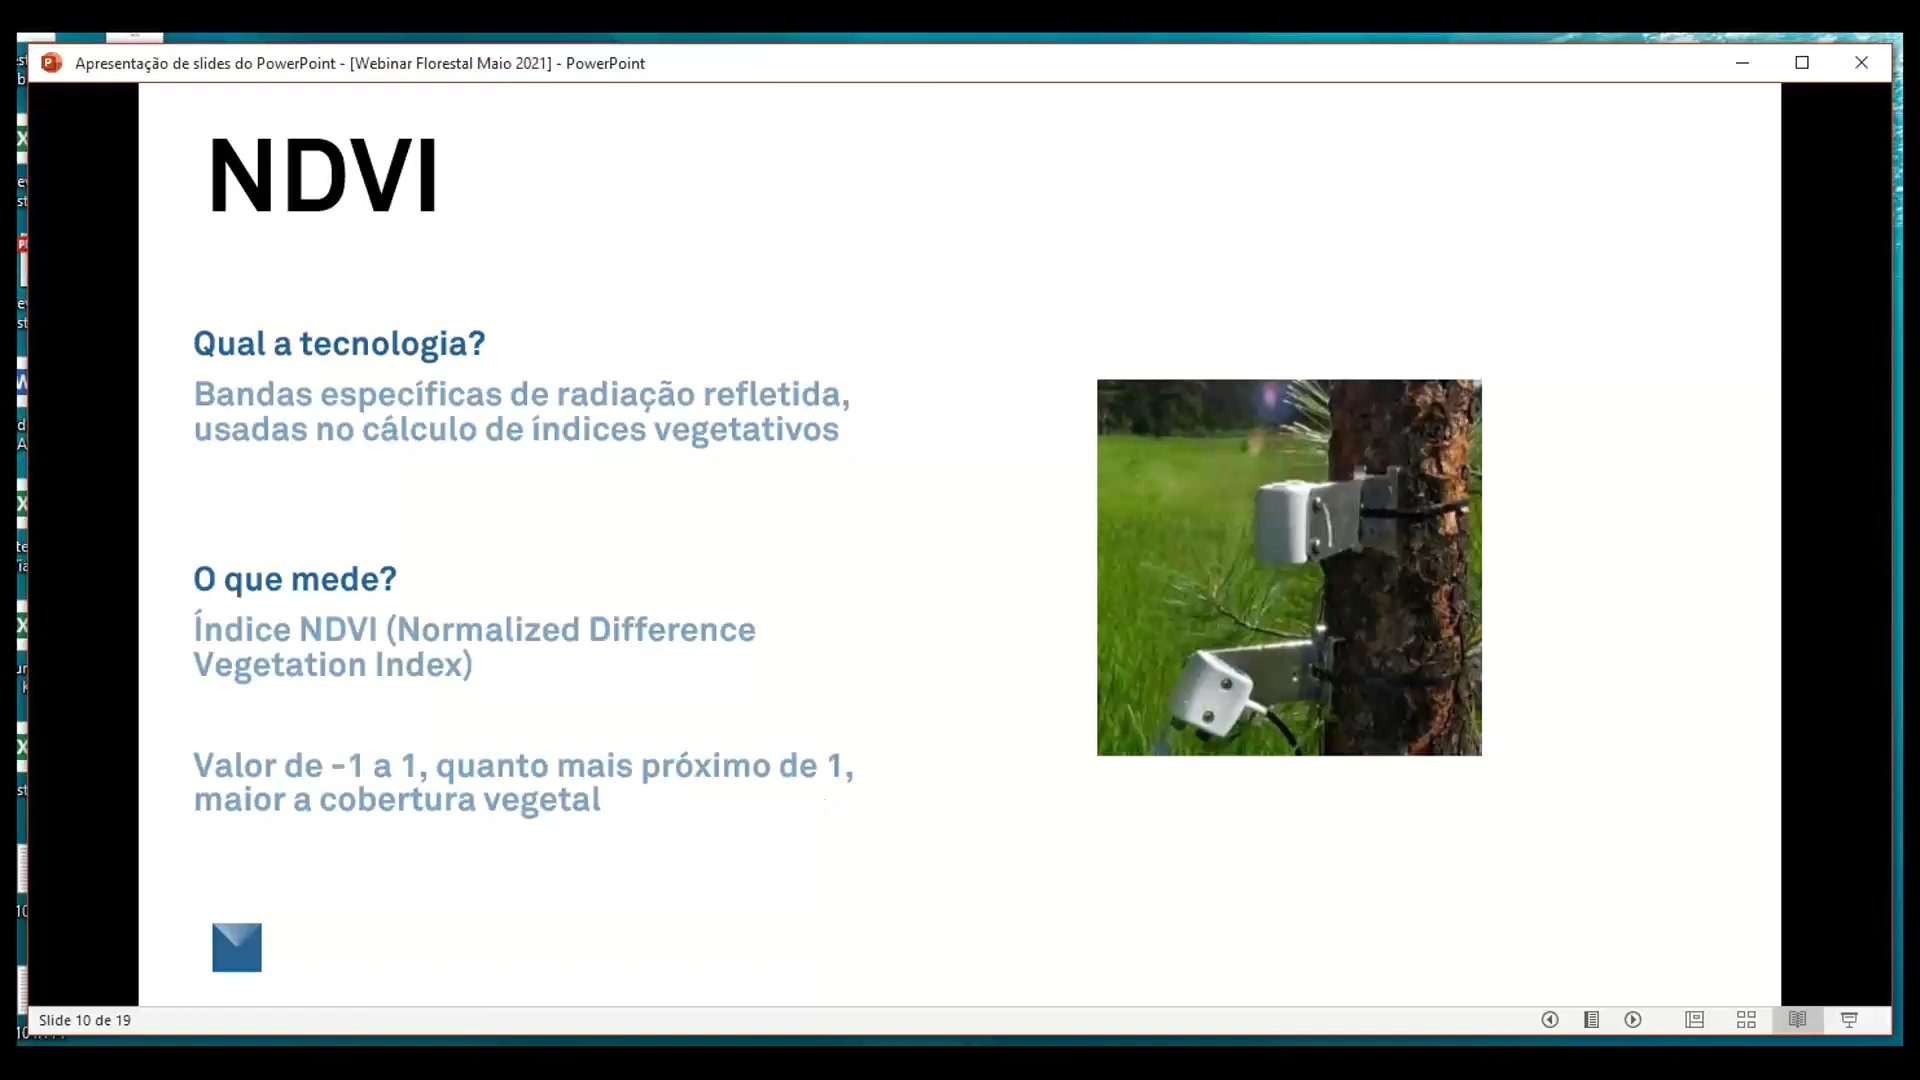 Apresentação de slides do PowerPoint - [Webinar Florestal Maio 2021] - PowerPoint
NDVI
Qual a tecnologia?
Bandas específicas de radiação refletida,
usadas no cálculo de índices vegetativos
O que mede?
Índice NDVI (Normalized Difference
Vegetation Index)
Valor de -1 a 1, quanto mais próximo de 1,
maior a cobertura vegetal
Slide 10 de 19